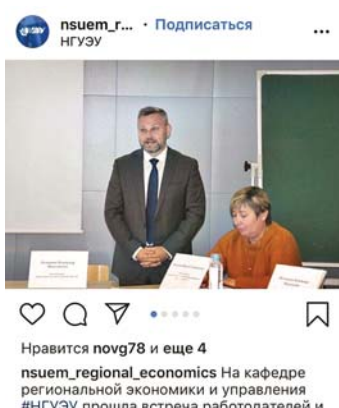 nsuem_r... · Подписаться
НГУЭУ
Нравится novg78 и еще 4
nsuem_regional_economics На кафедре
региональной экономики и управления
#НГУЭУ прошла встреча работодателей и